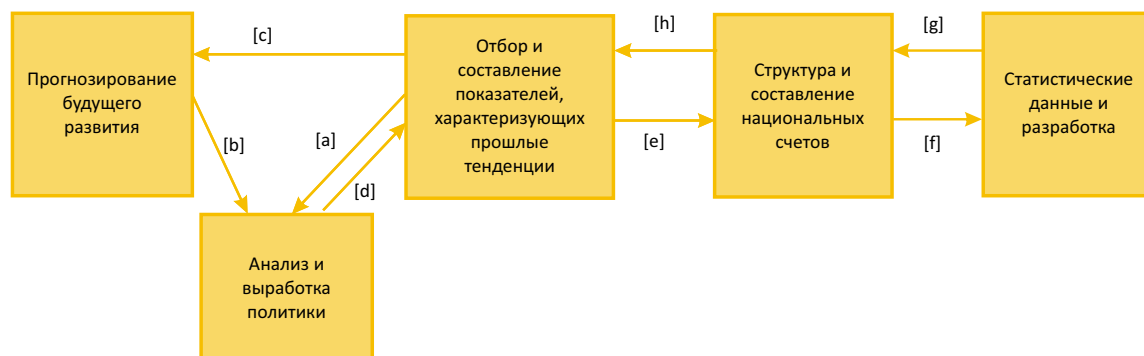 [c]
[h]
[g]
Прогнозирование
будущего
развития
Отбор и
составление
показателей,
характеризующих
прошлые
тенденции
Структура и
составление
национальных
счетов
Статистические
данные и
разработка
[b]
[a]
[d]
[e]
[f]
Анализ и
выработка
политики